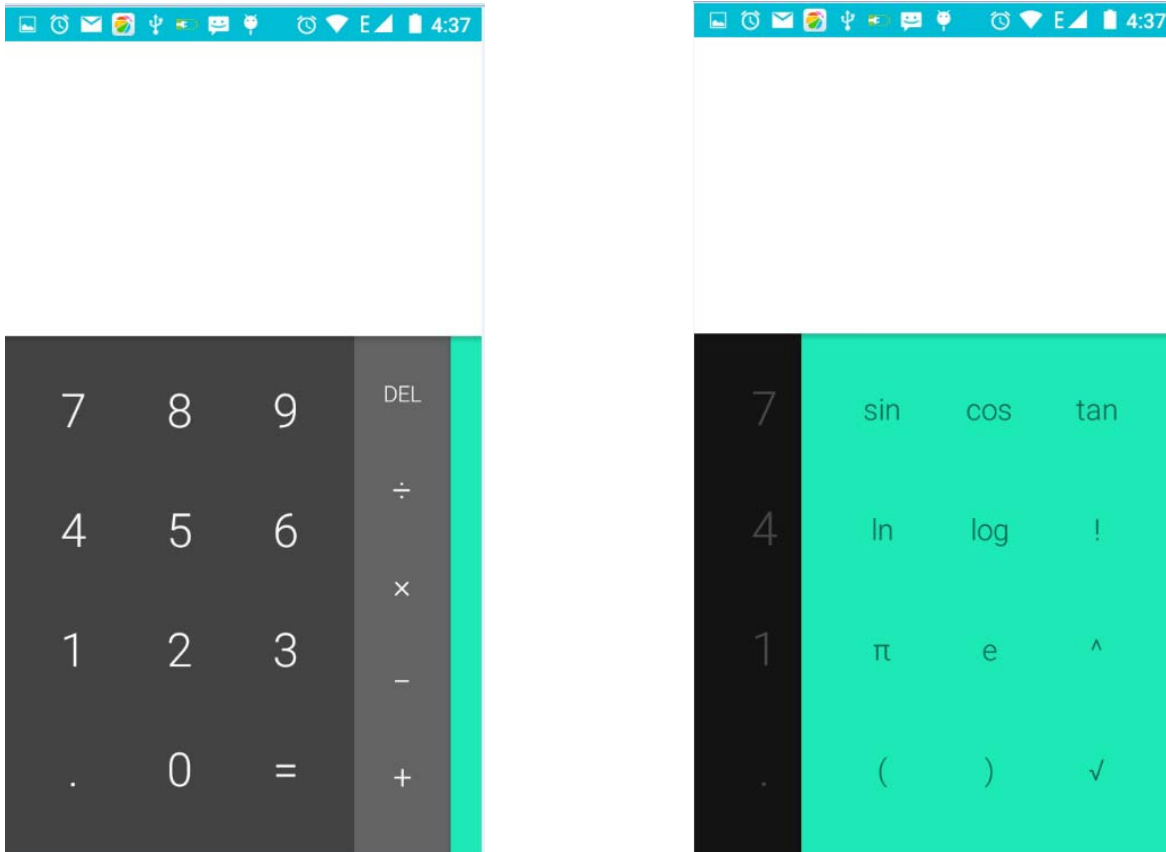 E 4:37
7 8 9 DEL
÷
4 5 6
×
1 2 3
−
. 0 = +
E 4:37
7 sin cos tan
4 ln log !
1 π e ^
. ( ) √